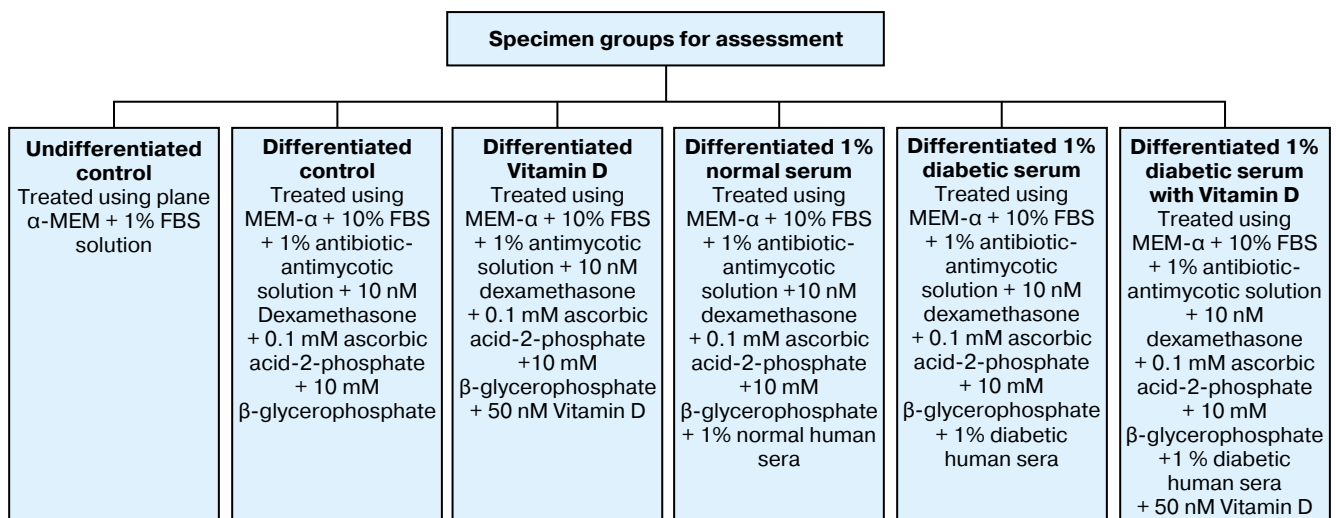 Specimen groups for assessment
Undifferentiated
control
Treated using plane
α-MEM + 1% FBS
solution
Differentiated
control
Treated using
MEM-α + 10% FBS
+ 1% antibiotic-
antimycotic
solution + 10 nM
Dexamethasone
+ 0.1 mM ascorbic
acid-2-phosphate
+ 10 mM
β-glycerophosphate
Differentiated
Vitamin D
Treated using
MEM-α + 10% FBS
+ 1% antimycotic
solution + 10 nM
dexamethasone
+ 0.1 mM ascorbic
acid-2-phosphate
+10 mM
β-glycerophosphate
+ 50 nM Vitamin D
Differentiated 1%
normal serum
Treated using
MEM-α + 10% FBS
+ 1% antibiotic-
antimycotic
solution +10 nM
dexamethasone
+ 0.1 mM ascorbic
acid-2-phosphate
+10 mM
β-glycerophosphate
+ 1% normal human
sera
Differentiated 1%
diabetic serum
Treated using
MEM-α + 10% FBS
+ 1% antibiotic-
antimycotic
solution + 10 nM
dexamethasone
+ 0.1 mM ascorbic
acid-2-phosphate
+ 10 mM
β-glycerophosphate
+ 1% diabetic
human sera
Differentiated 1%
diabetic serum
with Vitamin D
Treated using
MEM-α + 10% FBS
+ 1% antibiotic-
antimycotic solution
+ 10 nM
dexamethasone
+ 0.1 mM ascorbic
acid-2-phosphate
+ 10 mM
β-glycerophosphate
+1 % diabetic
human sera
+ 50 nM Vitamin D